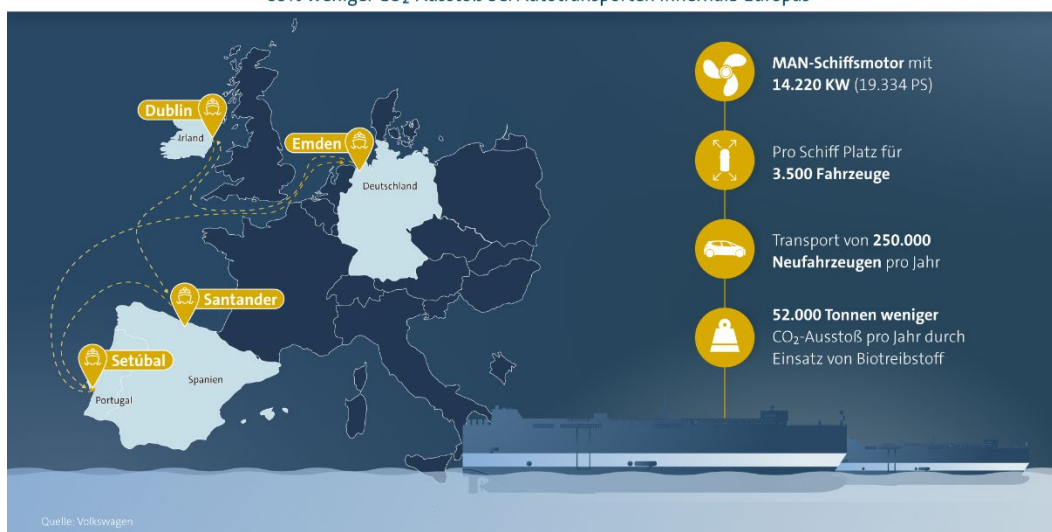 Dublin
Irland
Emden
Deutschland
Santander
Setúbal
Spanien
Portugal
MAN-Schiffsmotor mit
14.220 KW (19.334 PS)
Pro Schiff Platz für
3.500 Fahrzeuge
Transport von 250.000
Neufahrzeugen pro Jahr
52.000 Tonnen weniger
CO₂-Ausstoß pro Jahr durch
Einsatz von Biotreibstoff
Quelle: Volkswagen